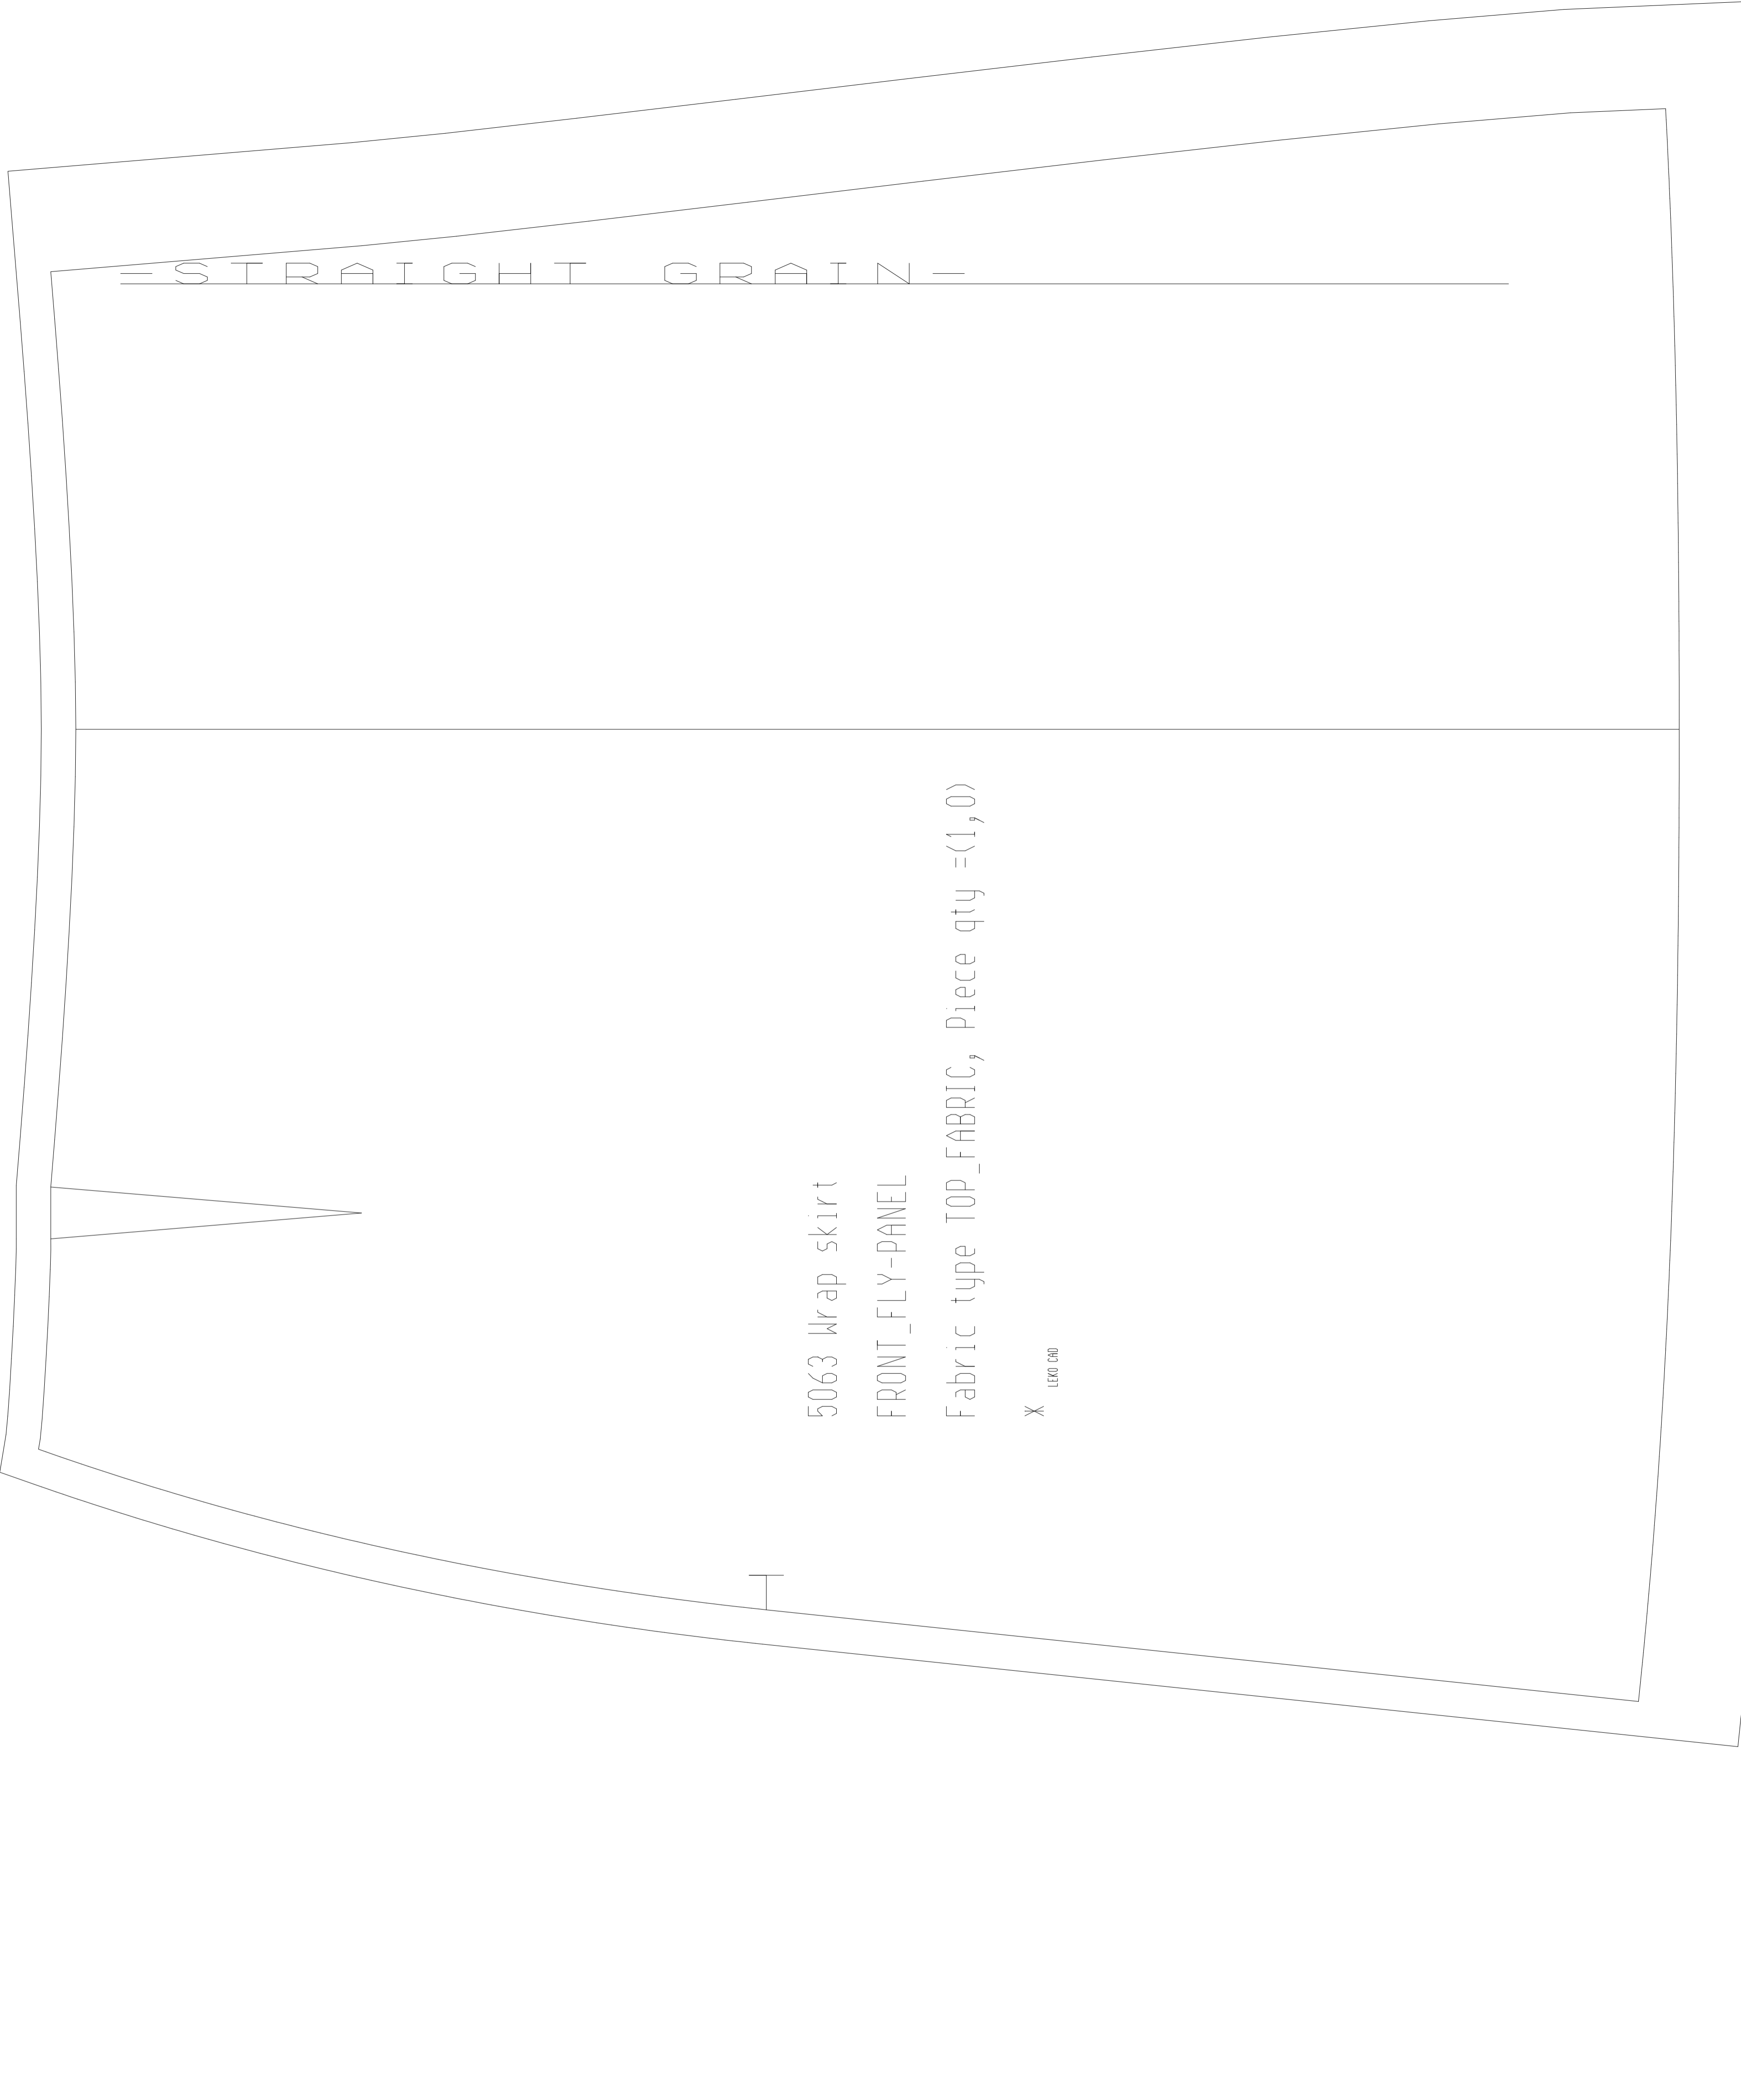 -STRAIGHT GRAIN-
5063 Wrap skirt
FRONT_FLY-PANEL
Fabric type TOP_FABRIC, Piece qty =(1,0)
* LEKO CAD